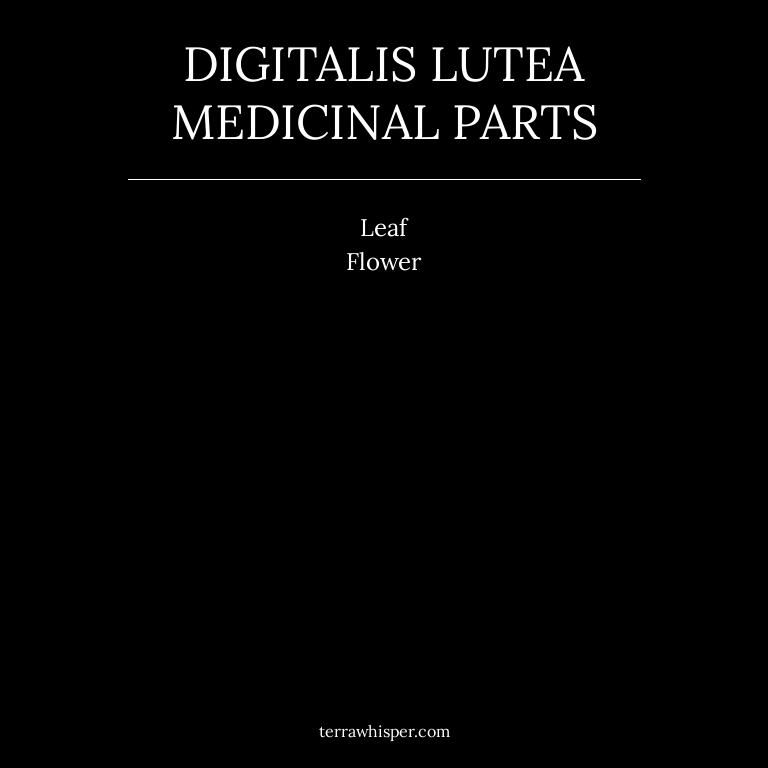 DIGITALIS LUTEA
MEDICINAL PARTS
Leaf
Flower
terrawhisper.com